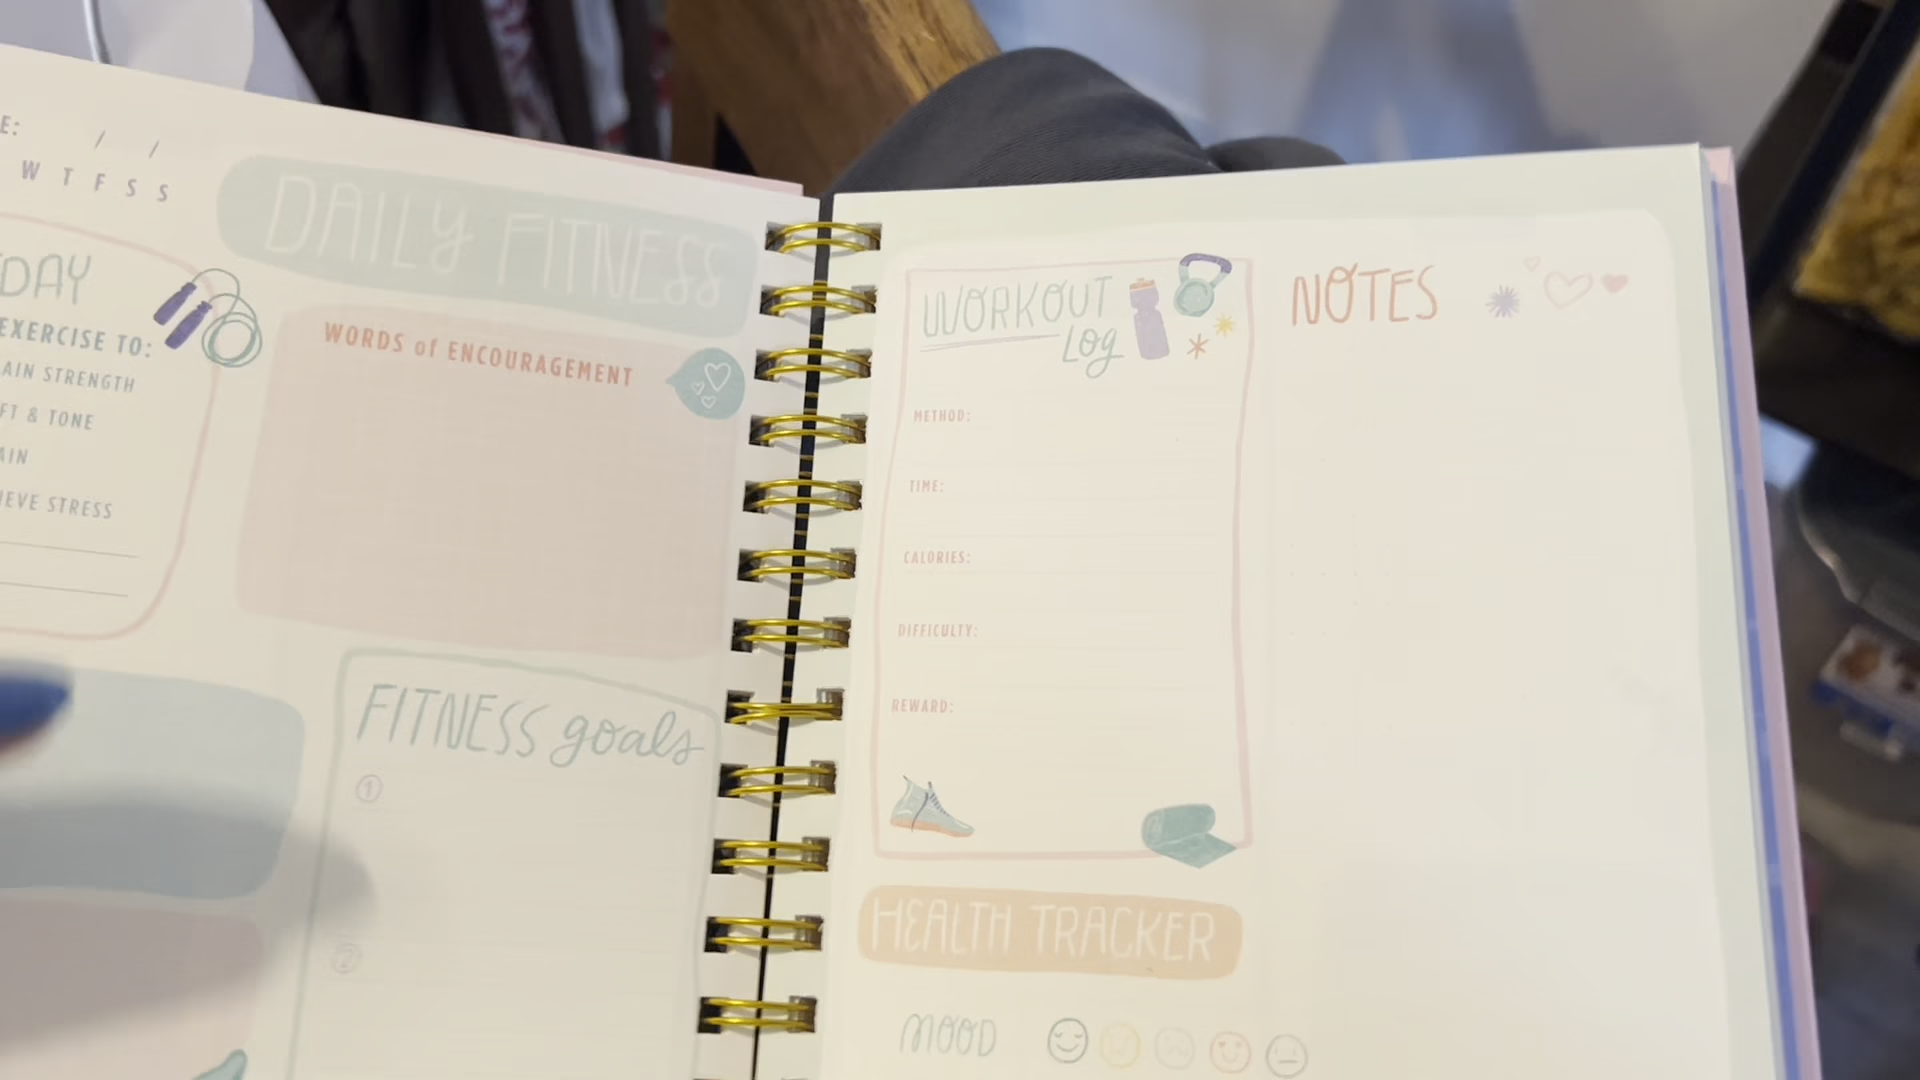 E: / /
W T F S S
DAILY FITNESS
DAY
EXERCISE TO:
AIN STRENGTH
FT & TONE
AIN
IEVE STRESS
WORDS of ENCOURAGEMENT
FITNESS goals
1
2
WORKOUT
Log
METHOD:
TIME:
CALORIES:
DIFFICULTY:
REWARD:
HEALTH TRACKER
MOOD
NOTES